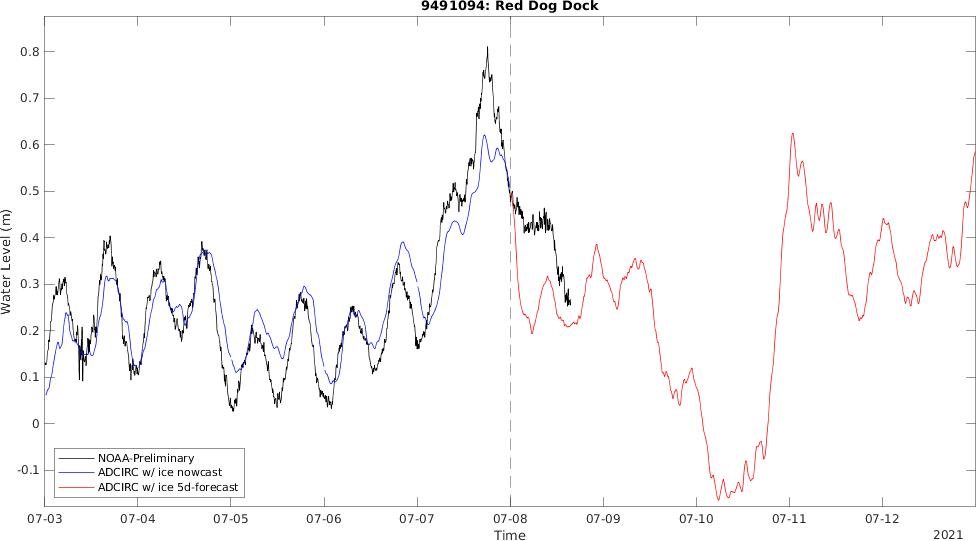 9491094: Red Dog Dock
Water Level (m)
0.8
0.7
0.6
0.5
0.4
0.3
0.2
0.1
0
-0.1
NOAA-Preliminary
ADCIRC w/ ice nowcast
ADCIRC w/ ice 5d-forecast
07-03 07-04 07-05 07-06 07-07 07-08 07-09 07-10 07-11 07-12
Time
2021